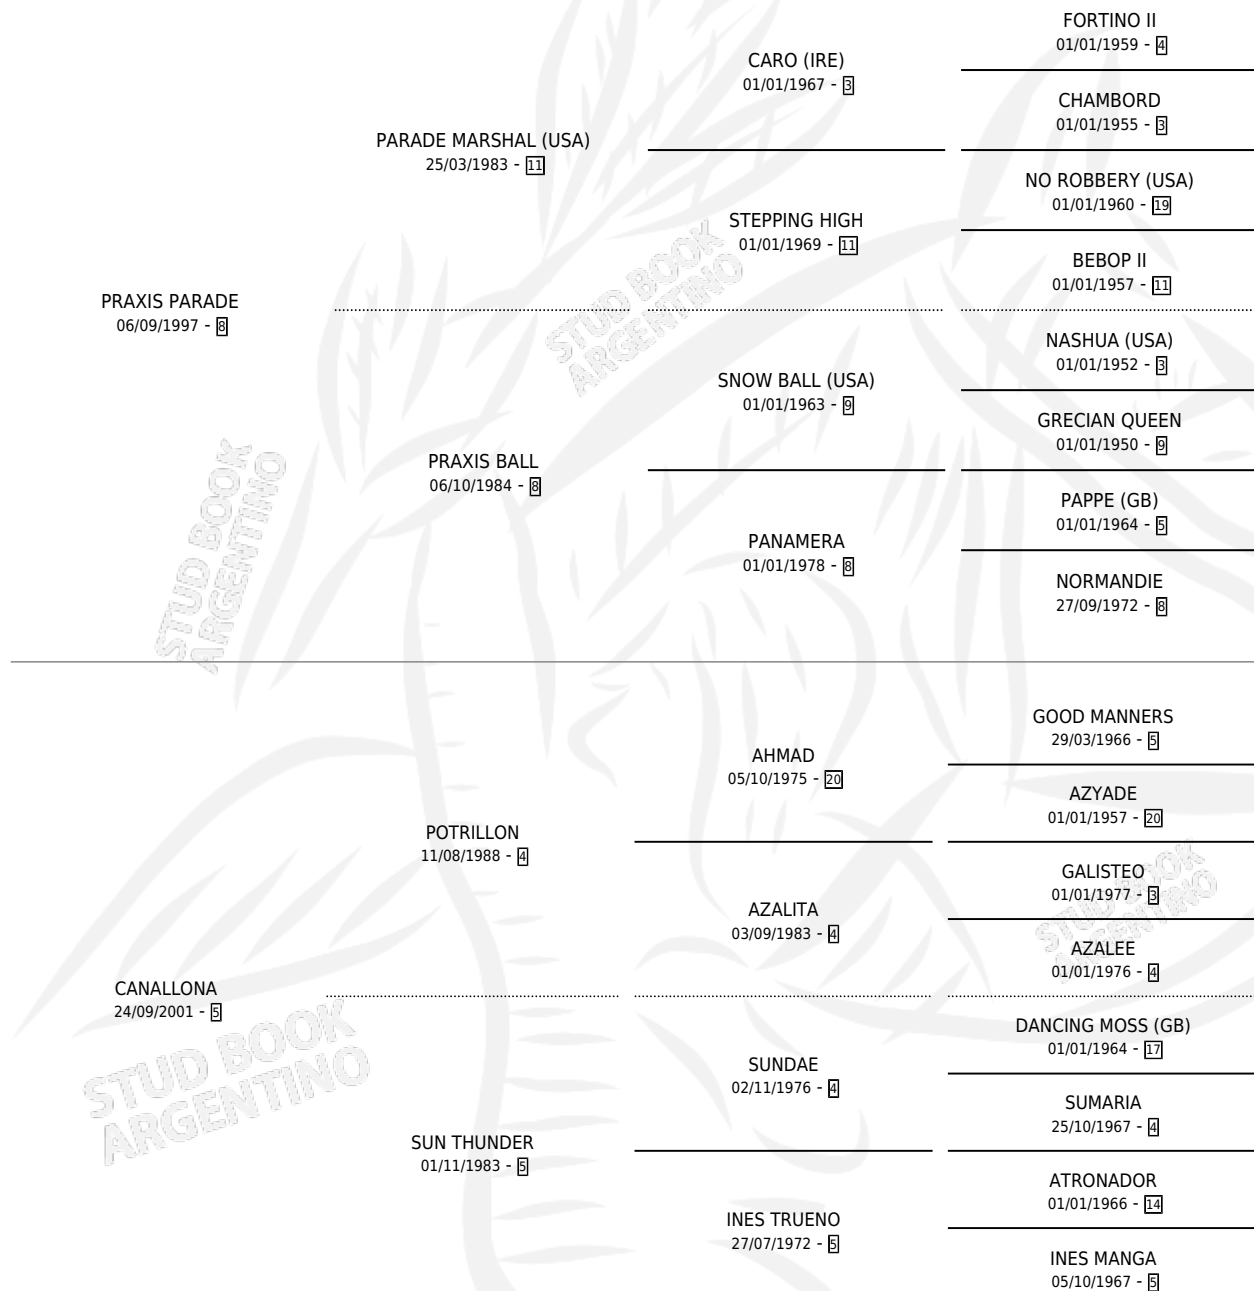 FORTINO II
01/01/1959 - 4
CARO (IRE)
01/01/1967 - 3
CHAMBORD
01/01/1955 - 3
PARADE MARSHAL (USA)
25/03/1983 - 11
NO ROBBERY (USA)
01/01/1960 - 19
STEPPING HIGH
01/01/1969 - 11
BEBOP II
01/01/1957 - 11
PRAXIS PARADE
06/09/1997 - 8
STUD BOOK
ARGENTINO
NASHUA (USA)
01/01/1952 - 3
SNOW BALL (USA)
01/01/1963 - 9
GRECIAN QUEEN
01/01/1950 - 9
PRAXIS BALL
06/10/1984 - 8
PAPPE (GB)
01/01/1964 - 5
PANAMERA
01/01/1978 - 8
NORMANDIE
27/09/1972 - 8
STUD BOOK
ARGENTINO
GOOD MANNERS
29/03/1966 - 5
AHMAD
05/10/1975 - 20
AZYADE
01/01/1957 - 20
POTRILLON
11/08/1988 - 4
GALISTEO
01/01/1977 - 3
AZALITA
03/09/1983 - 4
AZALEE
01/01/1976 - 4
STUD BOOK
ARGENTINO
CANALLONA
24/09/2001 - 5
DANCING MOSS (GB)
01/01/1964 - 17
SUNDAE
02/11/1976 - 4
SUMARIA
25/10/1967 - 4
STUD BOOK
ARGENTINO
SUN THUNDER
01/11/1983 - 5
ATRONADOR
01/01/1966 - 14
INES TRUENO
27/07/1972 - 5
INES MANGA
05/10/1967 - 5